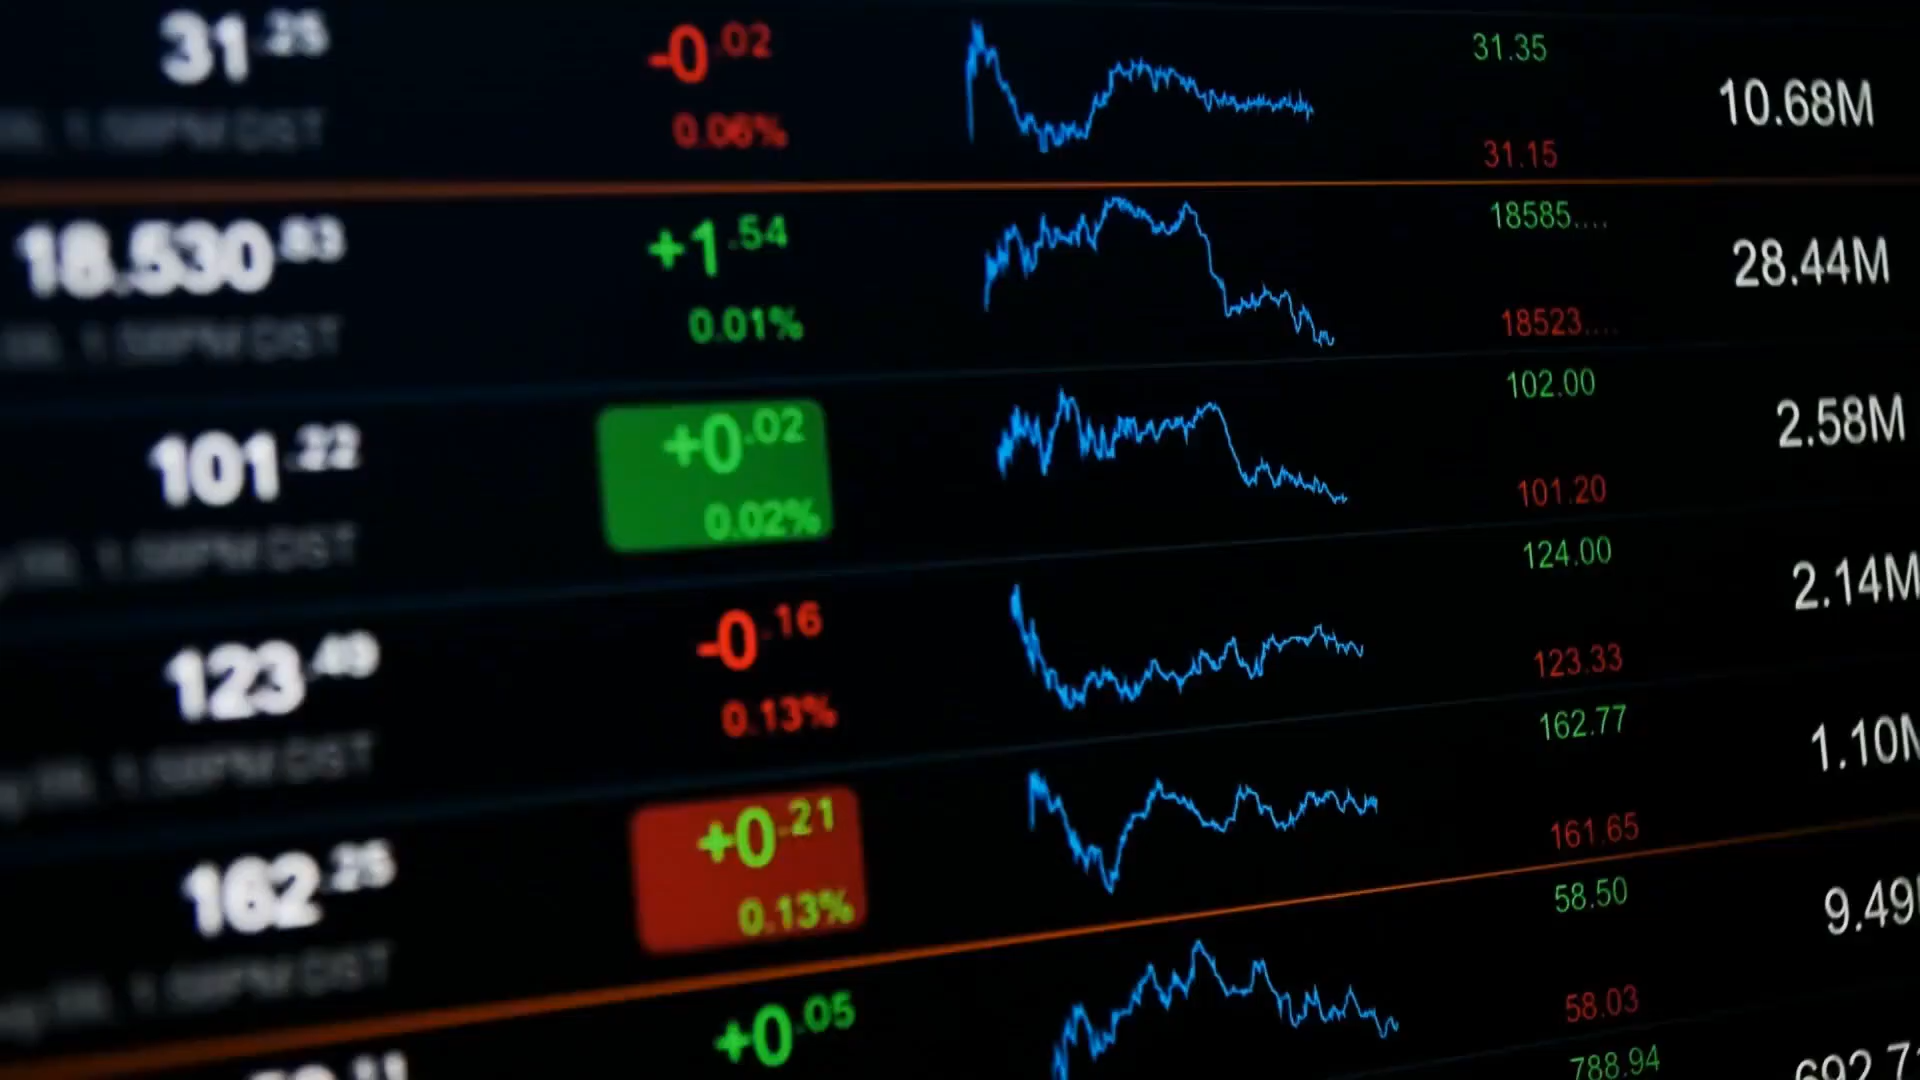 31.25 -0.02 31.35
0.06% 31.15 10.68M
18.530.83 +1.54 18585.... 28.44M
0.01% 18523....
101.22 +0.02 102.00 2.58M
0.02% 101.20
123.49 -0.16 124.00 2.14M
0.13% 123.33
162.25 +0.21 162.77 1.10M
0.13% 161.65
+0.05 58.50 9.49
58.03
788.94